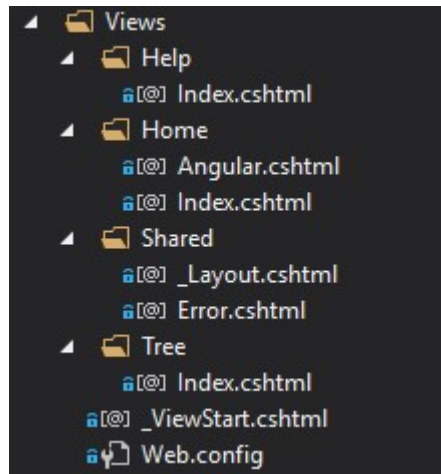 Views
Help
[@] Index.cshtml
Home
[@] Angular.cshtml
[@] Index.cshtml
Shared
[@] _Layout.cshtml
[@] Error.cshtml
Tree
[@] Index.cshtml
[@] _ViewStart.cshtml
Web.config